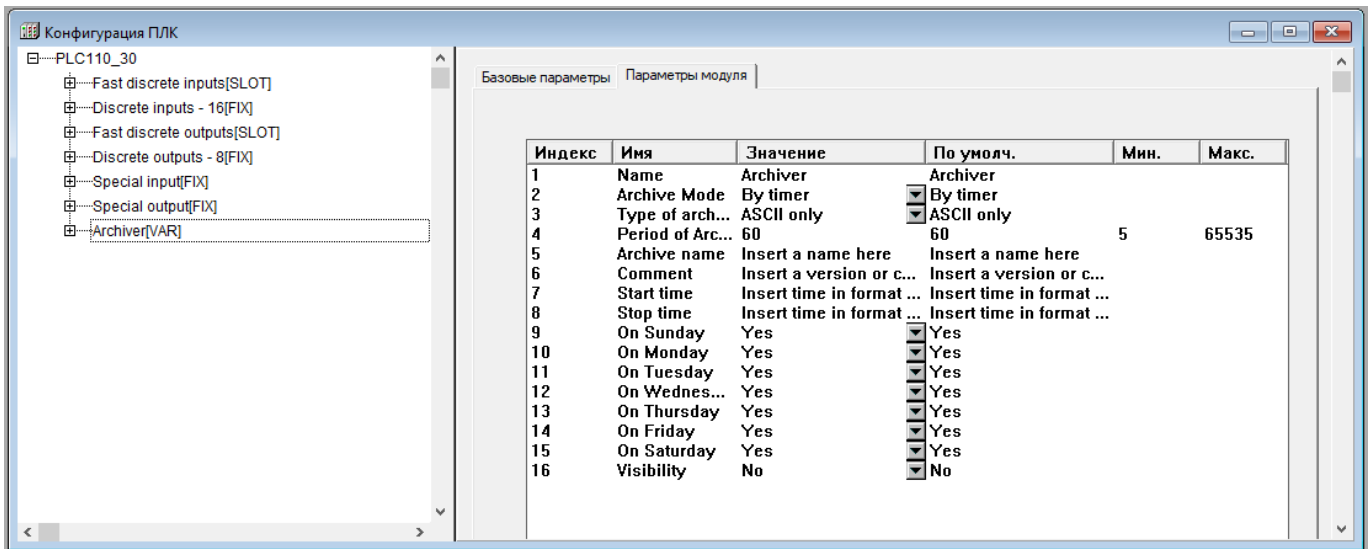 Конфигурация ПЛК
PLC110_30
Fast discrete inputs[SLOT]
Discrete inputs - 16[FIX]
Fast discrete outputs[SLOT]
Discrete outputs - 8[FIX]
Special input[FIX]
Special output[FIX]
Archiver[VAR]
Базовые параметры Параметры модуля
Индекс Имя Значение По умолч. Мин. Макс.
1 Name Archiver Archiver
2 Archive Mode By timer By timer
3 Type of arch... ASCII only ASCII only
4 Period of Arc... 60 60 5 65535
5 Archive name Insert a name here Insert a name here
6 Comment Insert a version or c... Insert a version or c...
7 Start time Insert time in format ... Insert time in format ...
8 Stop time Insert time in format ... Insert time in format ...
9 On Sunday Yes Yes
10 On Monday Yes Yes
11 On Tuesday Yes Yes
12 On Wednes... Yes Yes
13 On Thursday Yes Yes
14 On Friday Yes Yes
15 On Saturday Yes Yes
16 Visibility No No